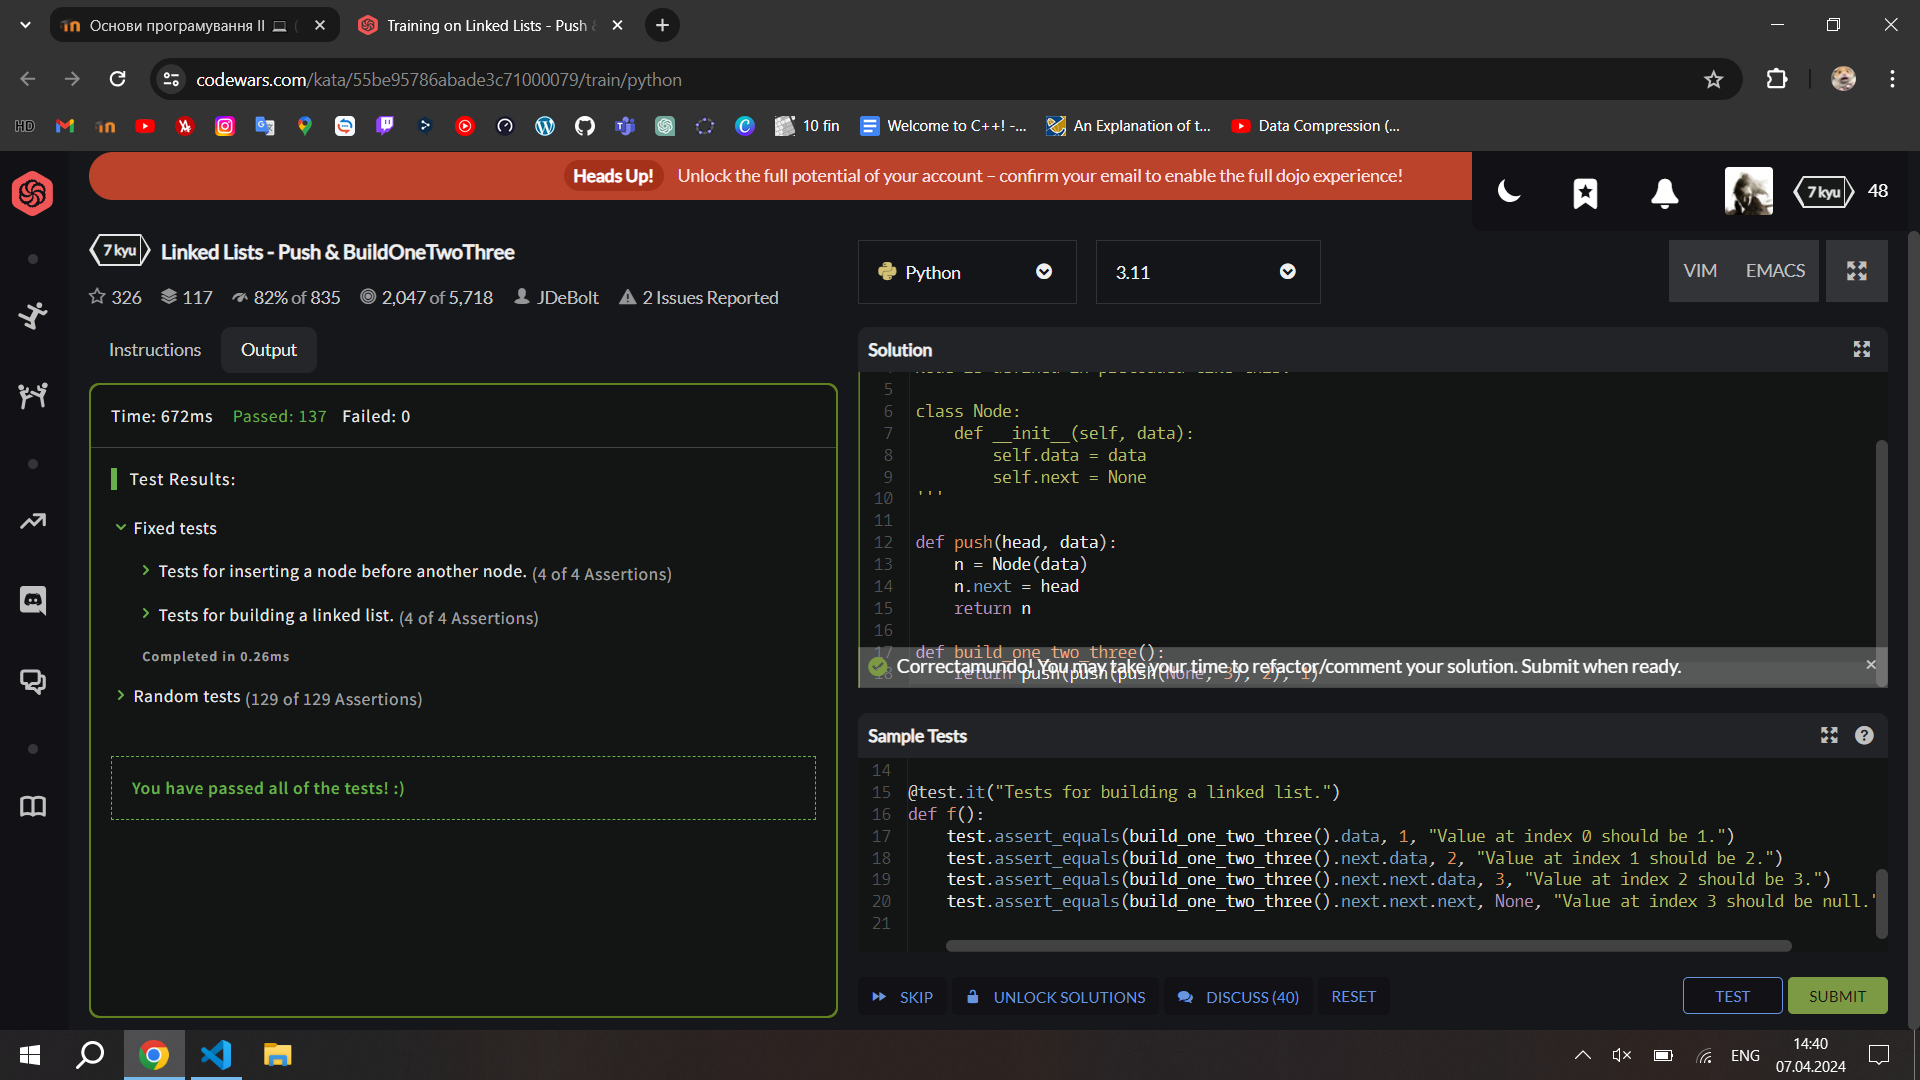 Основи програмування II
Training on Linked Lists - Push &
codewars.com/kata/55be95786abade3c71000079/train/python
HD
10 fin
Welcome to C++! -...
An Explanation of t...
Data Compression (...
Heads Up! Unlock the full potential of your account – confirm your email to enable the full dojo experience!
7 kyu 48
7 kyu Linked Lists - Push & BuildOneTwoThree
326 117 82% of 835 2,047 of 5,718 JDeBolt 2 Issues Reported
Instructions Output
Time: 672ms Passed: 137 Failed: 0
Test Results:
Fixed tests
Tests for inserting a node before another node. (4 of 4 Assertions)
Tests for building a linked list. (4 of 4 Assertions)
Completed in 0.26ms
Random tests (129 of 129 Assertions)
You have passed all of the tests! :)
Python 3.11 VIM EMACS
Solution
5
6 class Node:
7     def __init__(self, data):
8         self.data = data
9         self.next = None
10 '''
11
12 def push(head, data):
13     n = Node(data)
14     n.next = head
15     return n
16
17 def build_one_two_three():
18     return push(push(push(None, 3), 2), 1)
Correctamundo! You may take your time to refactor/comment your solution. Submit when ready.
Sample Tests
14
15 @test.it("Tests for building a linked list.")
16 def f():
17     test.assert_equals(build_one_two_three().data, 1, "Value at index 0 should be 1.")
18     test.assert_equals(build_one_two_three().next.data, 2, "Value at index 1 should be 2.")
19     test.assert_equals(build_one_two_three().next.next.data, 3, "Value at index 2 should be 3.")
20     test.assert_equals(build_one_two_three().next.next.next, None, "Value at index 3 should be null."
21
SKIP UNLOCK SOLUTIONS DISCUSS (40) RESET TEST SUBMIT
ENG
14:40
07.04.2024